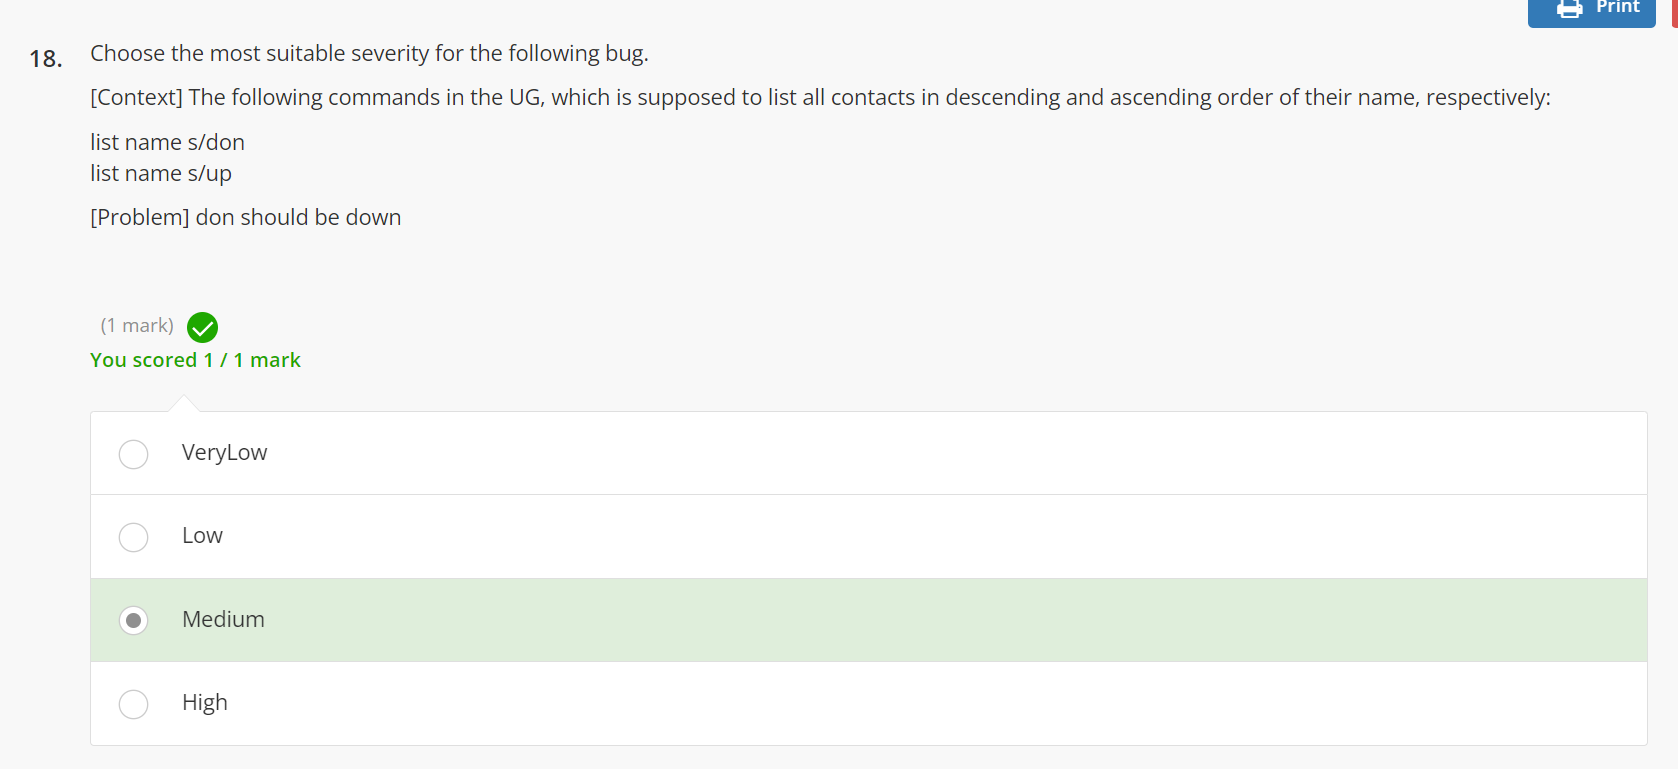 Print
18. Choose the most suitable severity for the following bug.
[Context] The following commands in the UG, which is supposed to list all contacts in descending and ascending order of their name, respectively:
list name s/don
list name s/up
[Problem] don should be down
(1 mark)
You scored 1 / 1 mark
VeryLow
Low
Medium
High